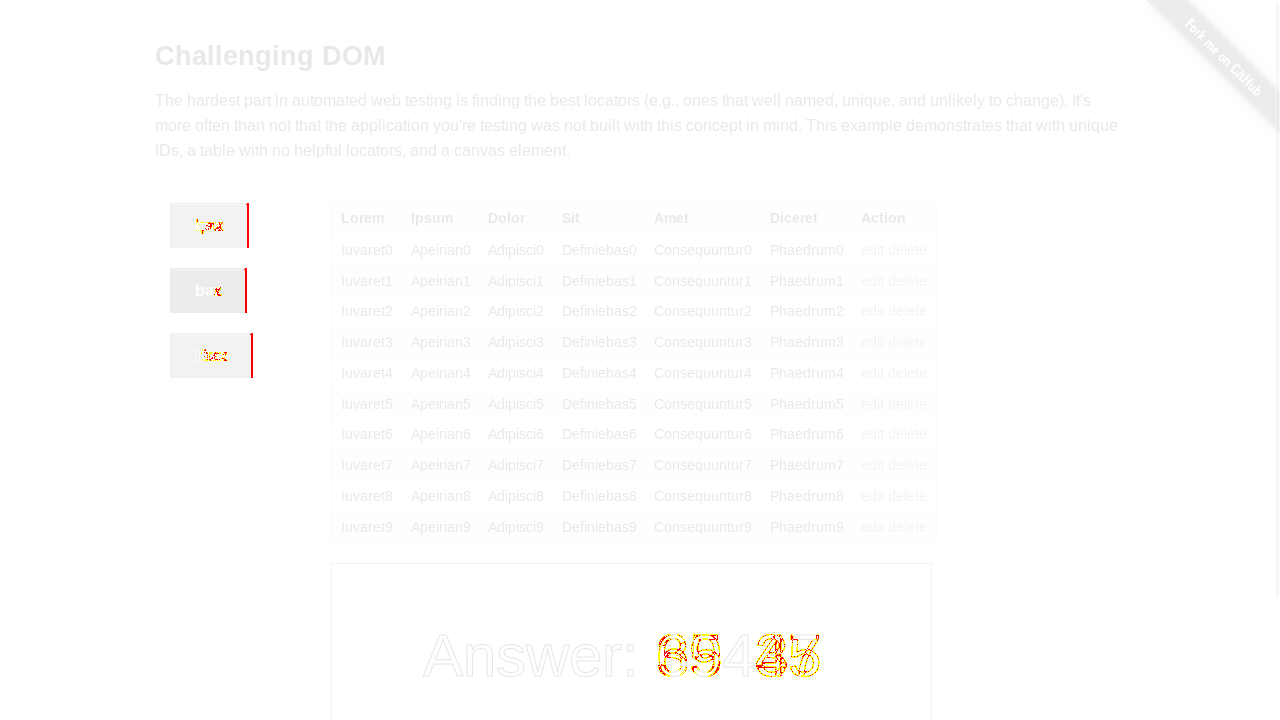 Fork me on GitHub
Challenging DOM
The hardest part in automated web testing is finding the best locators (e.g., ones that well named, unique, and unlikely to change). It's
more often than not that the application you're testing was not built with this concept in mind. This example demonstrates that with unique
IDs, a table with no helpful locators, and a canvas element.
Lorem Ipsum Dolor Sit Amet Diceret Action
Iuvaret0 Apeirian0 Adipisci0 Definiebas0 Consequuntur0 Phaedrum0 edit delete
Iuvaret1 Apeirian1 Adipisci1 Definiebas1 Consequuntur1 Phaedrum1 edit delete
Iuvaret2 Apeirian2 Adipisci2 Definiebas2 Consequuntur2 Phaedrum2 edit delete
Iuvaret3 Apeirian3 Adipisci3 Definiebas3 Consequuntur3 Phaedrum3 edit delete
Iuvaret4 Apeirian4 Adipisci4 Definiebas4 Consequuntur4 Phaedrum4 edit delete
Iuvaret5 Apeirian5 Adipisci5 Definiebas5 Consequuntur5 Phaedrum5 edit delete
Iuvaret6 Apeirian6 Adipisci6 Definiebas6 Consequuntur6 Phaedrum6 edit delete
Iuvaret7 Apeirian7 Adipisci7 Definiebas7 Consequuntur7 Phaedrum7 edit delete
Iuvaret8 Apeirian8 Adipisci8 Definiebas8 Consequuntur8 Phaedrum8 edit delete
Iuvaret9 Apeirian9 Adipisci9 Definiebas9 Consequuntur9 Phaedrum9 edit delete
Answer: